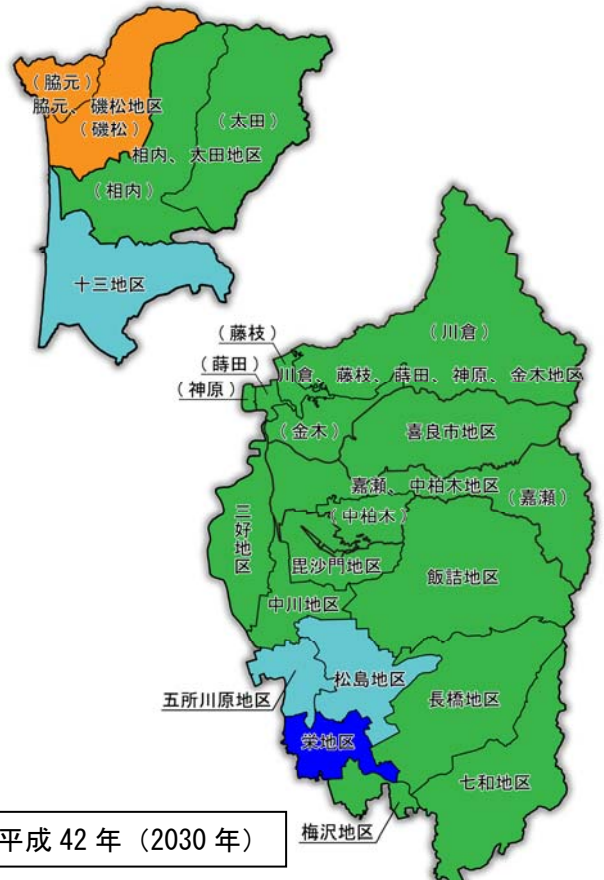 （脇元）
脇元、磯松地区
（磯松）
（太田）
相内、太田地区
（相内）
十三地区
（川倉）
（藤枝）
（蒔田）
川倉、藤枝、蒔田、神原、金木地区
（神原）
（金木）
喜良市地区
嘉瀬、中柏木地区
（嘉瀬）
（中柏木）
三好地区
毘沙門地区
飯詰地区
中川地区
松島地区
五所川原地区
長橋地区
栄地区
七和地区
梅沢地区
平成 42 年（2030 年）